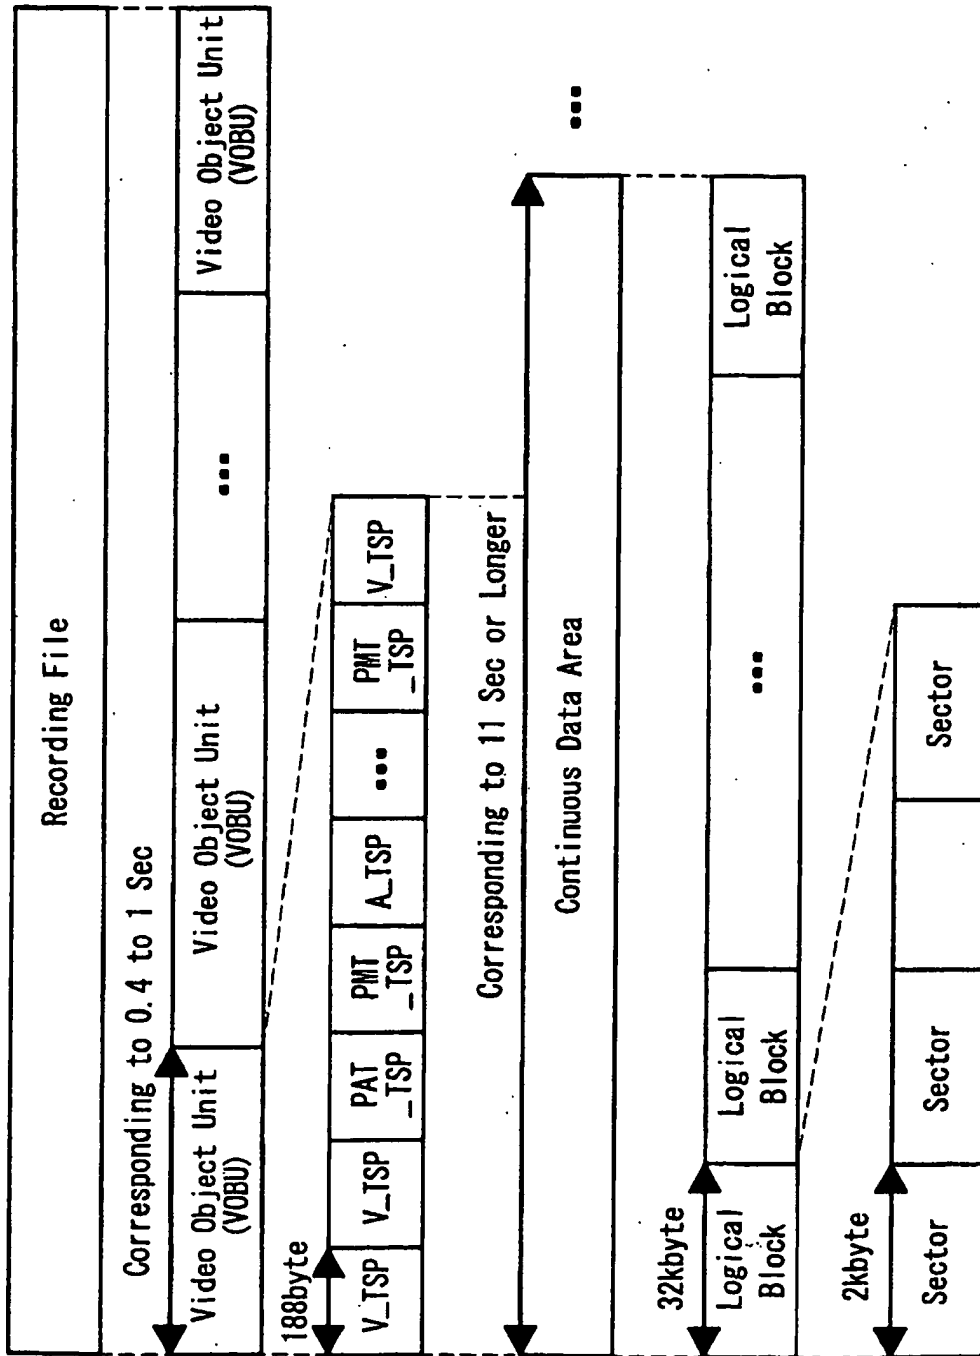 Recording File
Corresponding to 0.4 to 1 Sec
Video Object Unit
(VOBU)
Video Object Unit
(VOBU)
...
Video Object Unit
(VOBU)
188byte
V_TSP
V_TSP
PAT
_TSP
PMT
_TSP
A_TSP
...
PMT
_TSP
V_TSP
Corresponding to 11 Sec or Longer
Continuous Data Area
...
32kbyte
Logical
Block
Logical
Block
...
Logical
Block
2kbyte
Sector
Sector
Sector